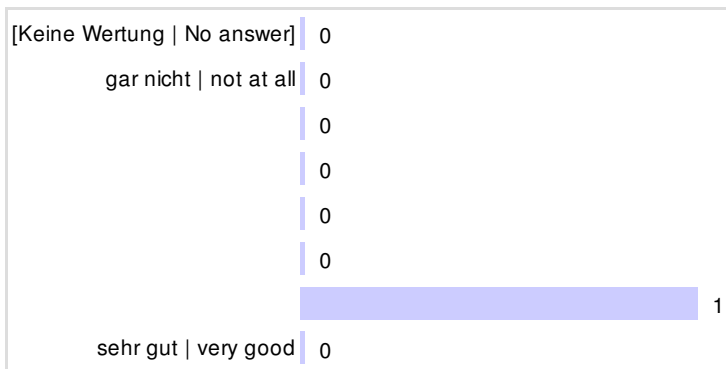 [Keine Wertung | No answer] 0
gar nicht | not at all 0
0
0
0
0
1
sehr gut | very good 0